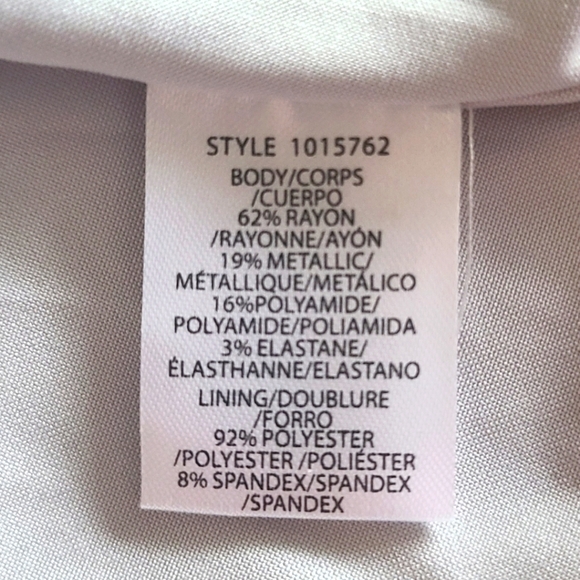 STYLE 1015762
BODY/CORPS
/CUERPO
62% RAYON
/RAYONNE/AYÓN
19% METALLIC/
MÉTALLIQUE/METÁLICO
16%POLYAMIDE/
POLYAMIDE/POLIAMIDA
3% ELASTANE/
ÉLASTHANNE/ELASTANO
LINING/DOUBLURE
/FORRO
92% POLYESTER
/POLYESTER /POLIÉSTER
8% SPANDEX/SPANDEX
/SPANDEX